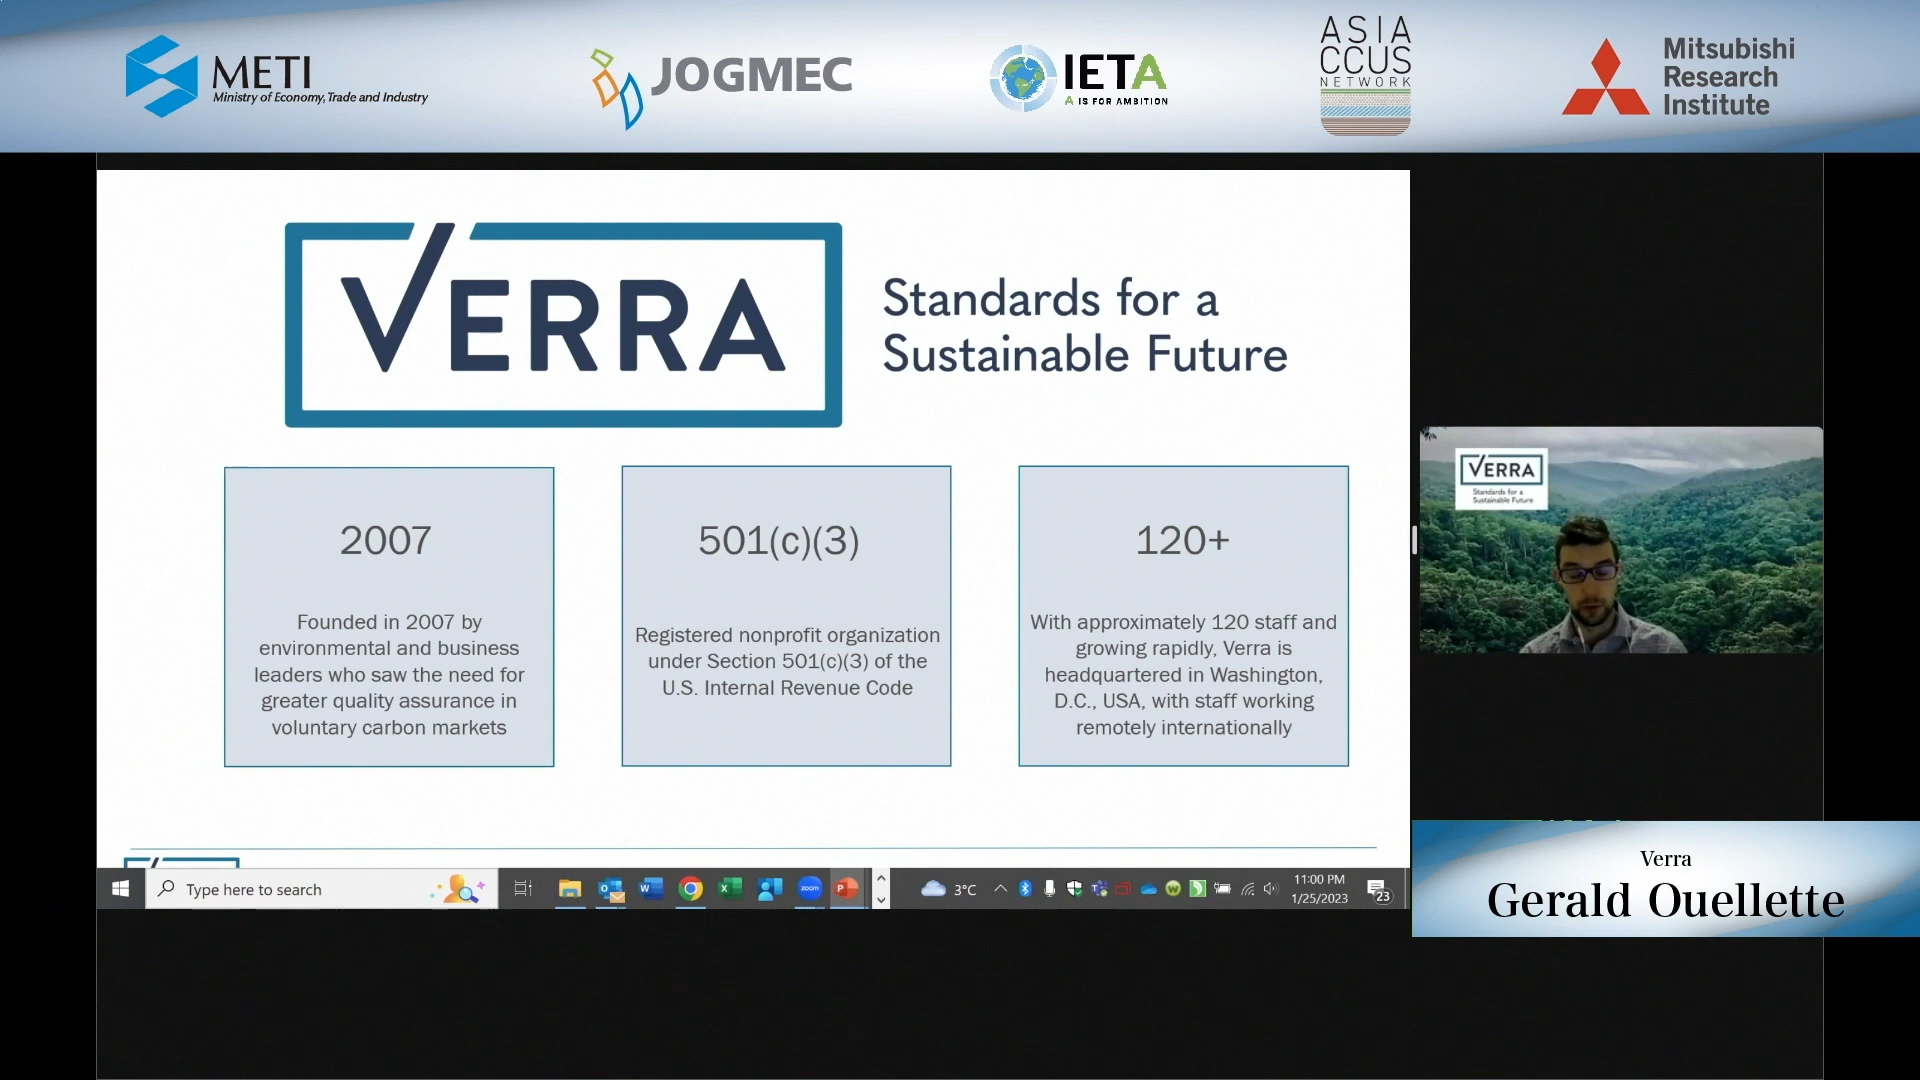 METI
Ministry of Economy, Trade and Industry
JOGMEC
IETA
A IS FOR AMBITION
ASIA
CCUS
NETWORK
Mitsubishi
Research
Institute
VERRA
Standards for a
Sustainable Future
2007
Founded in 2007 by
environmental and business
leaders who saw the need for
greater quality assurance in
voluntary carbon markets
501(c)(3)
Registered nonprofit organization
under Section 501(c)(3) of the
U.S. Internal Revenue Code
120+
With approximately 120 staff and
growing rapidly, Verra is
headquartered in Washington,
D.C., USA, with staff working
remotely internationally
VERRA
Standards for a
Sustainable Future
Verra
Gerald Ouellette
Type here to search
zoom
3°C
11:00 PM
1/25/2023
23